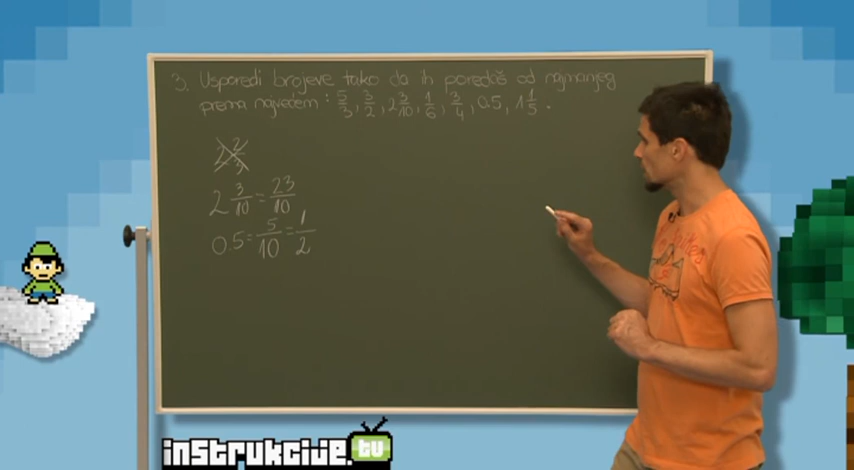 3. Usporedi brojeve tako da ih poredaš od najmanjeg
prema najvećem : 5/3, 3/2, 2 3/10, 1/6, 3/4, 0.5, 1 1/5.
2 3/10 = 23/10
0.5 = 5/10 = 1/2
instrukcije.tv